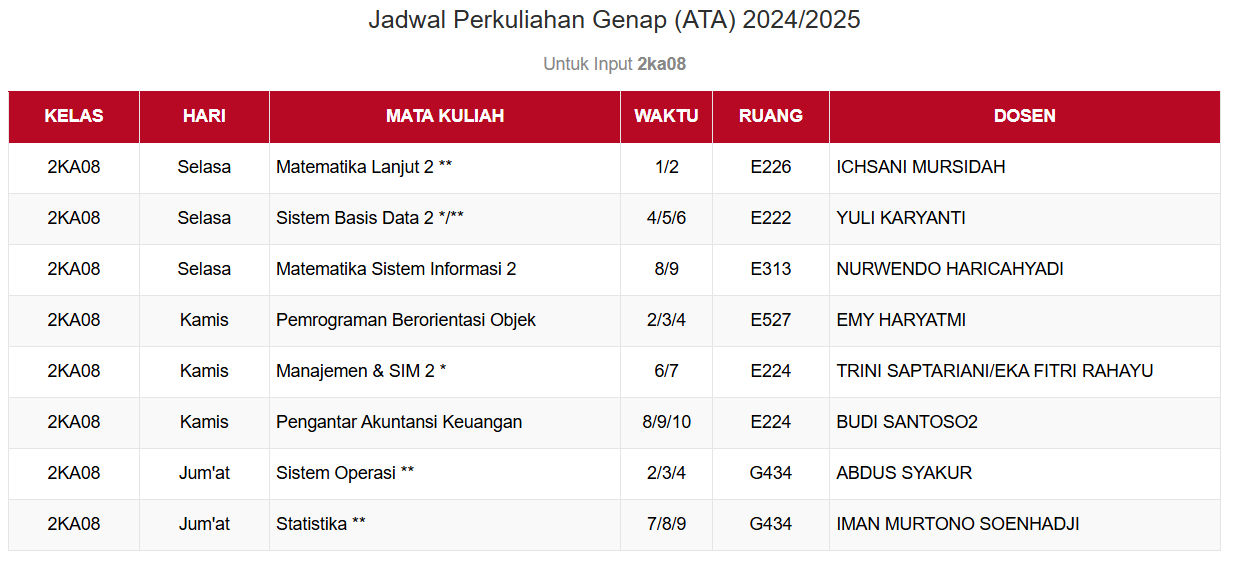 Jadwal Perkuliahan Genap (ATA) 2024/2025
Untuk Input 2ka08
KELAS HARI MATA KULIAH WAKTU RUANG DOSEN
2KA08 Selasa Matematika Lanjut 2 ** 1/2 E226 ICHSANI MURSIDAH
2KA08 Selasa Sistem Basis Data 2 */** 4/5/6 E222 YULI KARYANTI
2KA08 Selasa Matematika Sistem Informasi 2 8/9 E313 NURWENDO HARICAHYADI
2KA08 Kamis Pemrograman Berorientasi Objek 2/3/4 E527 EMY HARYATMI
2KA08 Kamis Manajemen & SIM 2 * 6/7 E224 TRINI SAPTARIANI/EKA FITRI RAHAYU
2KA08 Kamis Pengantar Akuntansi Keuangan 8/9/10 E224 BUDI SANTOSO2
2KA08 Jum'at Sistem Operasi ** 2/3/4 G434 ABDUS SYAKUR
2KA08 Jum'at Statistika ** 7/8/9 G434 IMAN MURTONO SOENHADJI